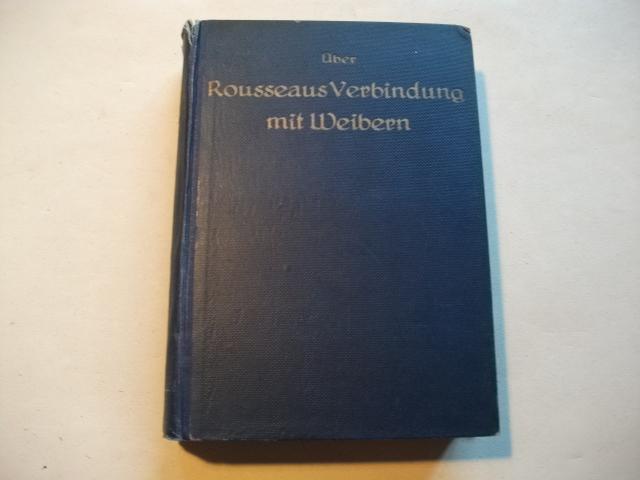 Über
Rousseaus Verbindung
mit Weibern